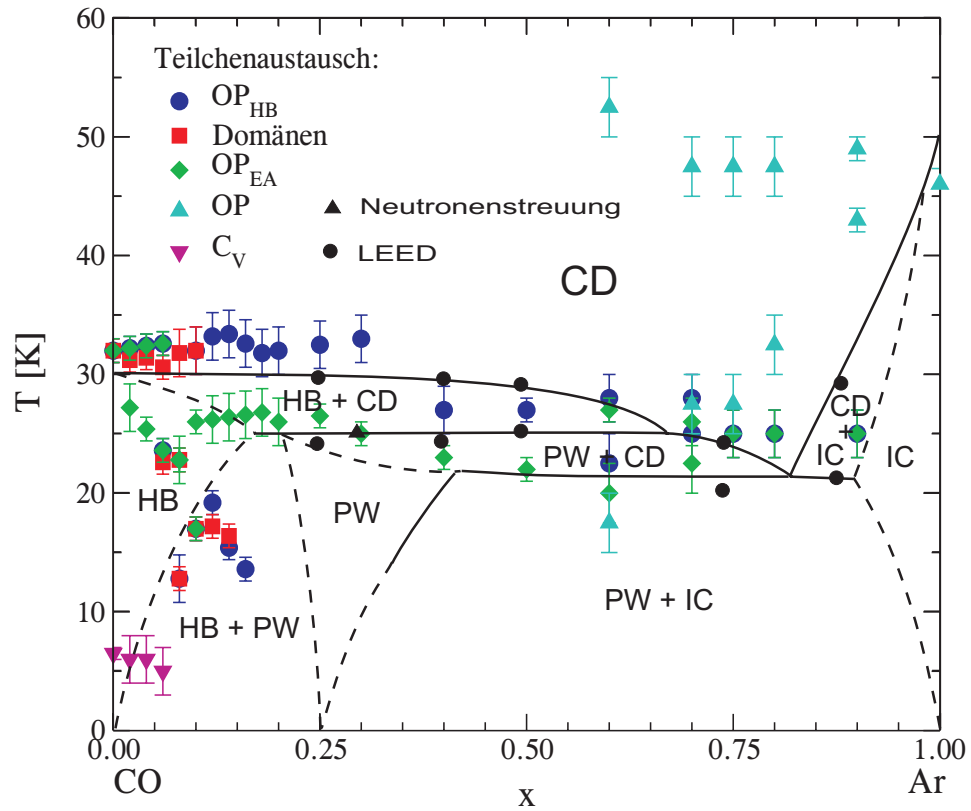 60
50
40
30
20
10
0
T [K]
Teilchenaustausch:
OP_HB
Domänen
OP_EA
OP
C_V
Neutronenstreuung
LEED
CD
HB + CD
PW + CD
CD
+
IC
IC
HB
PW
HB + PW
PW + IC
0.00 0.25 0.50 0.75 1.00
CO x Ar